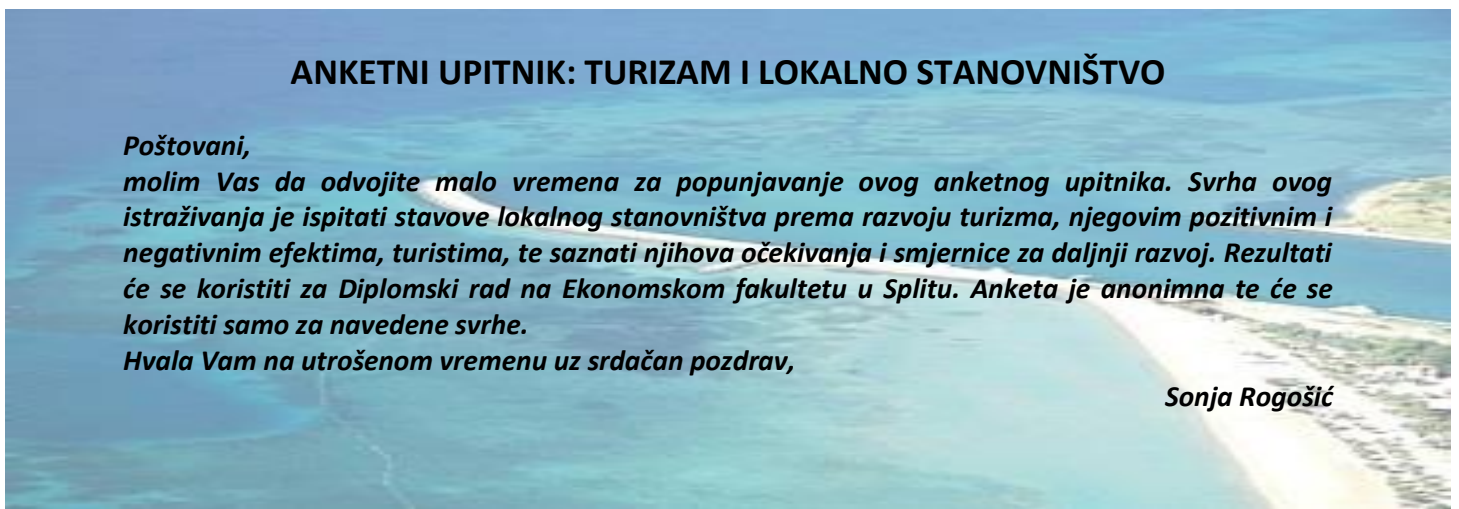 ANKETNI UPITNIK: TURIZAM I LOKALNO STANOVNIŠTVO
Poštovani,
molim Vas da odvojite malo vremena za popunjavanje ovog anketnog upitnika. Svrha ovog
istraživanja je ispitati stavove lokalnog stanovništva prema razvoju turizma, njegovim pozitivnim i
negativnim efektima, turistima, te saznati njihova očekivanja i smjernice za daljnji razvoj. Rezultati
će se koristiti za Diplomski rad na Ekonomskom fakultetu u Splitu. Anketa je anonimna te će se
koristiti samo za navedene svrhe.
Hvala Vam na utrošenom vremenu uz srdačan pozdrav,
Sonja Rogošić